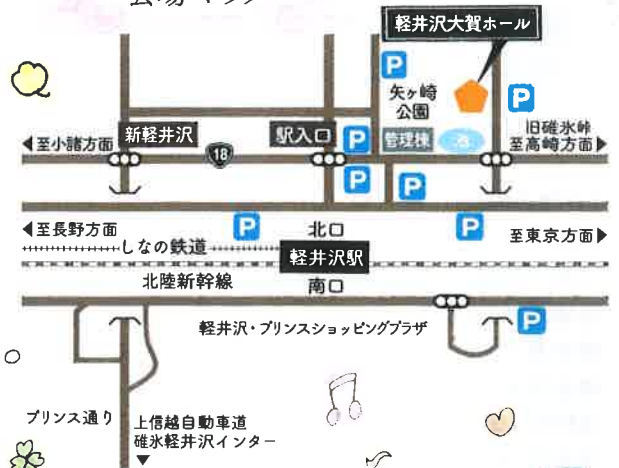 会場マップ
軽井沢大賀ホール
P
矢ヶ崎
公園
P
新軽井沢
駅入口
P
管理棟
旧碓氷峠
至高崎方面▶
◀至小諸方面
18
P
P
◀至長野方面
P
北口
P
至東京方面▶
しなの鉄道
軽井沢駅
北陸新幹線
南口
軽井沢・プリンスショッピングプラザ
P
プリンス通り
上信越自動車道
碓氷軽井沢インター
▼